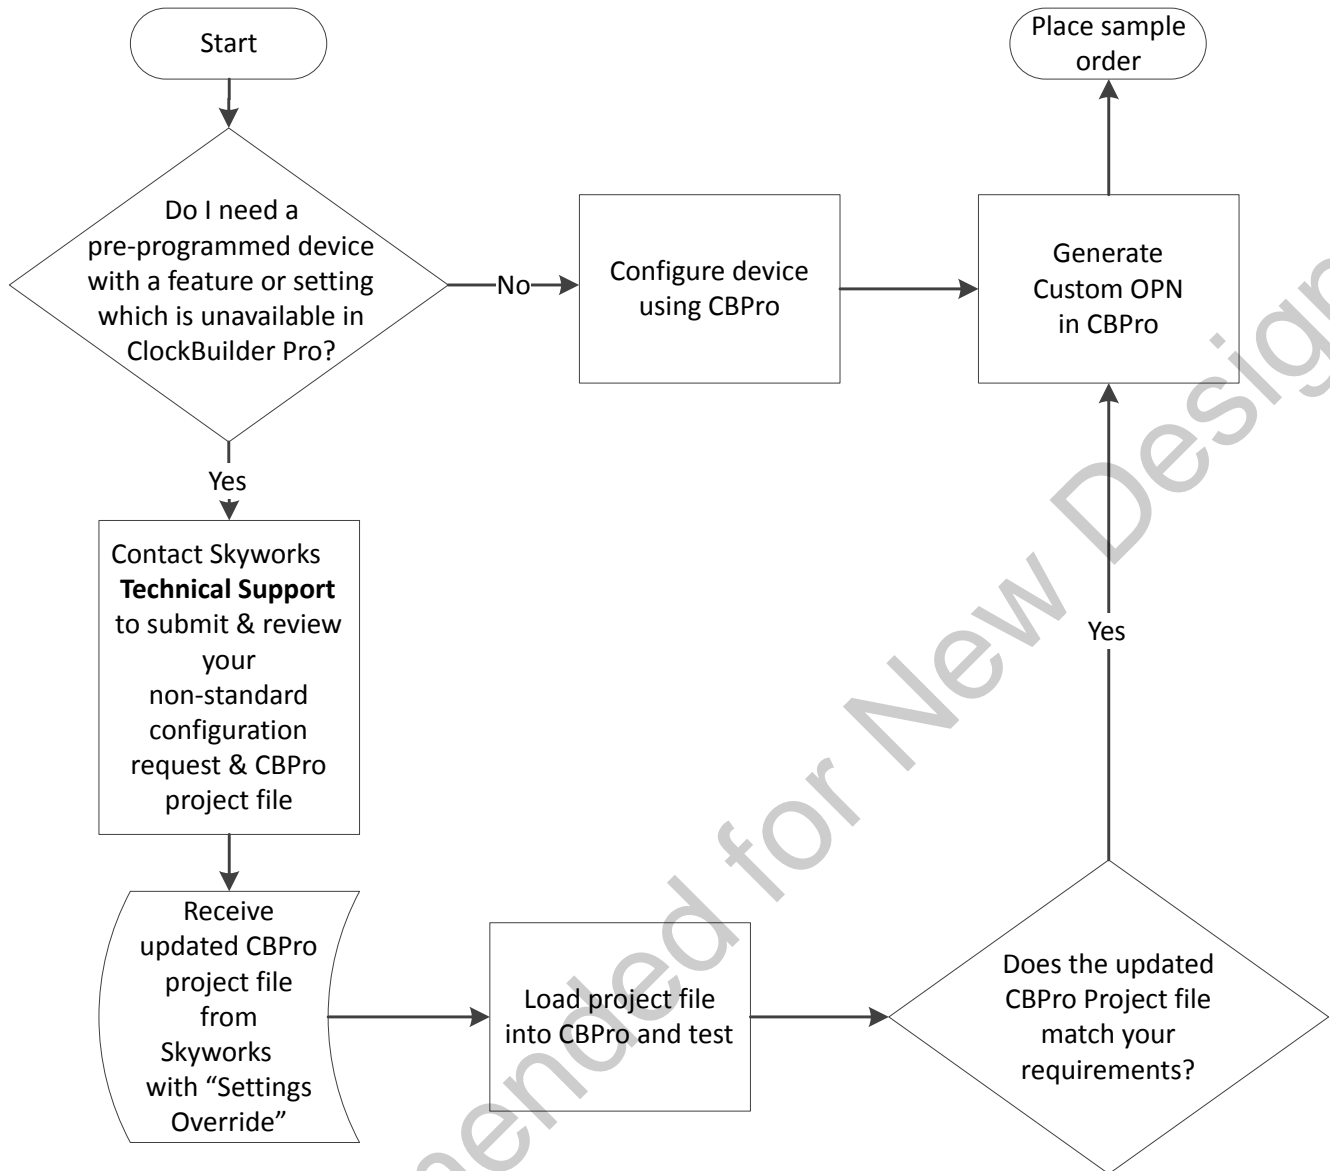 Start
Place sample
order
Do I need a
pre-programmed device
with a feature or setting
which is unavailable in
ClockBuilder Pro?
No
Configure device
using CBPro
Generate
Custom OPN
in CBPro
Yes
Contact Skyworks
Technical Support
to submit & review
your
non-standard
configuration
request & CBPro
project file
Yes
Receive
updated CBPro
project file
from
Skyworks
with “Settings
Override”
Load project file
into CBPro and test
Does the updated
CBPro Project file
match your
requirements?
for New